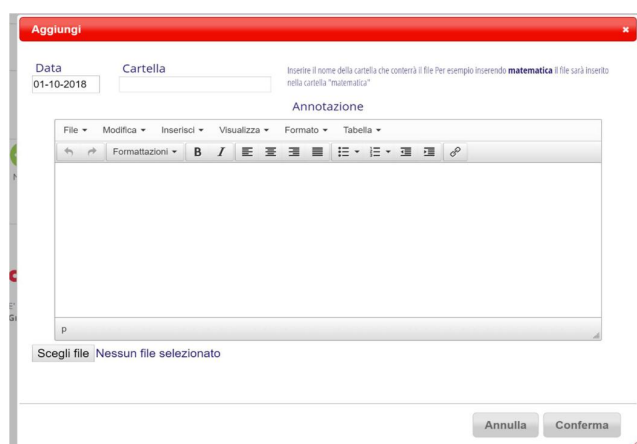 Aggiungi
Data
Cartella
01-10-2018
Inserire il nome della cartella che conterrà il file Per esempio inserendo matematica il file sarà inserito
nella cartella "matematica"
Annotazione
File Modifica Inserisci Visualizza Formato Tabella
Formattazioni B I
p
Scegli file Nessun file selezionato
Annulla Conferma